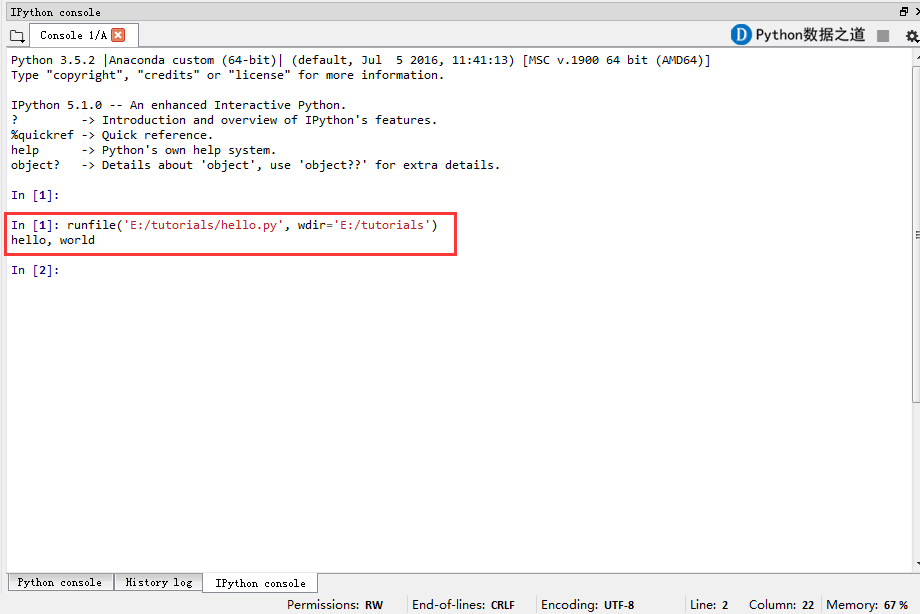 IPython console
Console 1/A
Python数据之道
Python 3.5.2 |Anaconda custom (64-bit)| (default, Jul  5 2016, 11:41:13) [MSC v.1900 64 bit (AMD64)]
Type "copyright", "credits" or "license" for more information.
IPython 5.1.0 -- An enhanced Interactive Python.
?         -> Introduction and overview of IPython's features.
%quickref -> Quick reference.
help      -> Python's own help system.
object?   -> Details about 'object', use 'object??' for extra details.
In [1]:
In [1]: runfile('E:/tutorials/hello.py', wdir='E:/tutorials')
hello, world
In [2]:
Python console History log IPython console
Permissions: RW End-of-lines: CRLF Encoding: UTF-8 Line: 2 Column: 22 Memory: 67 %